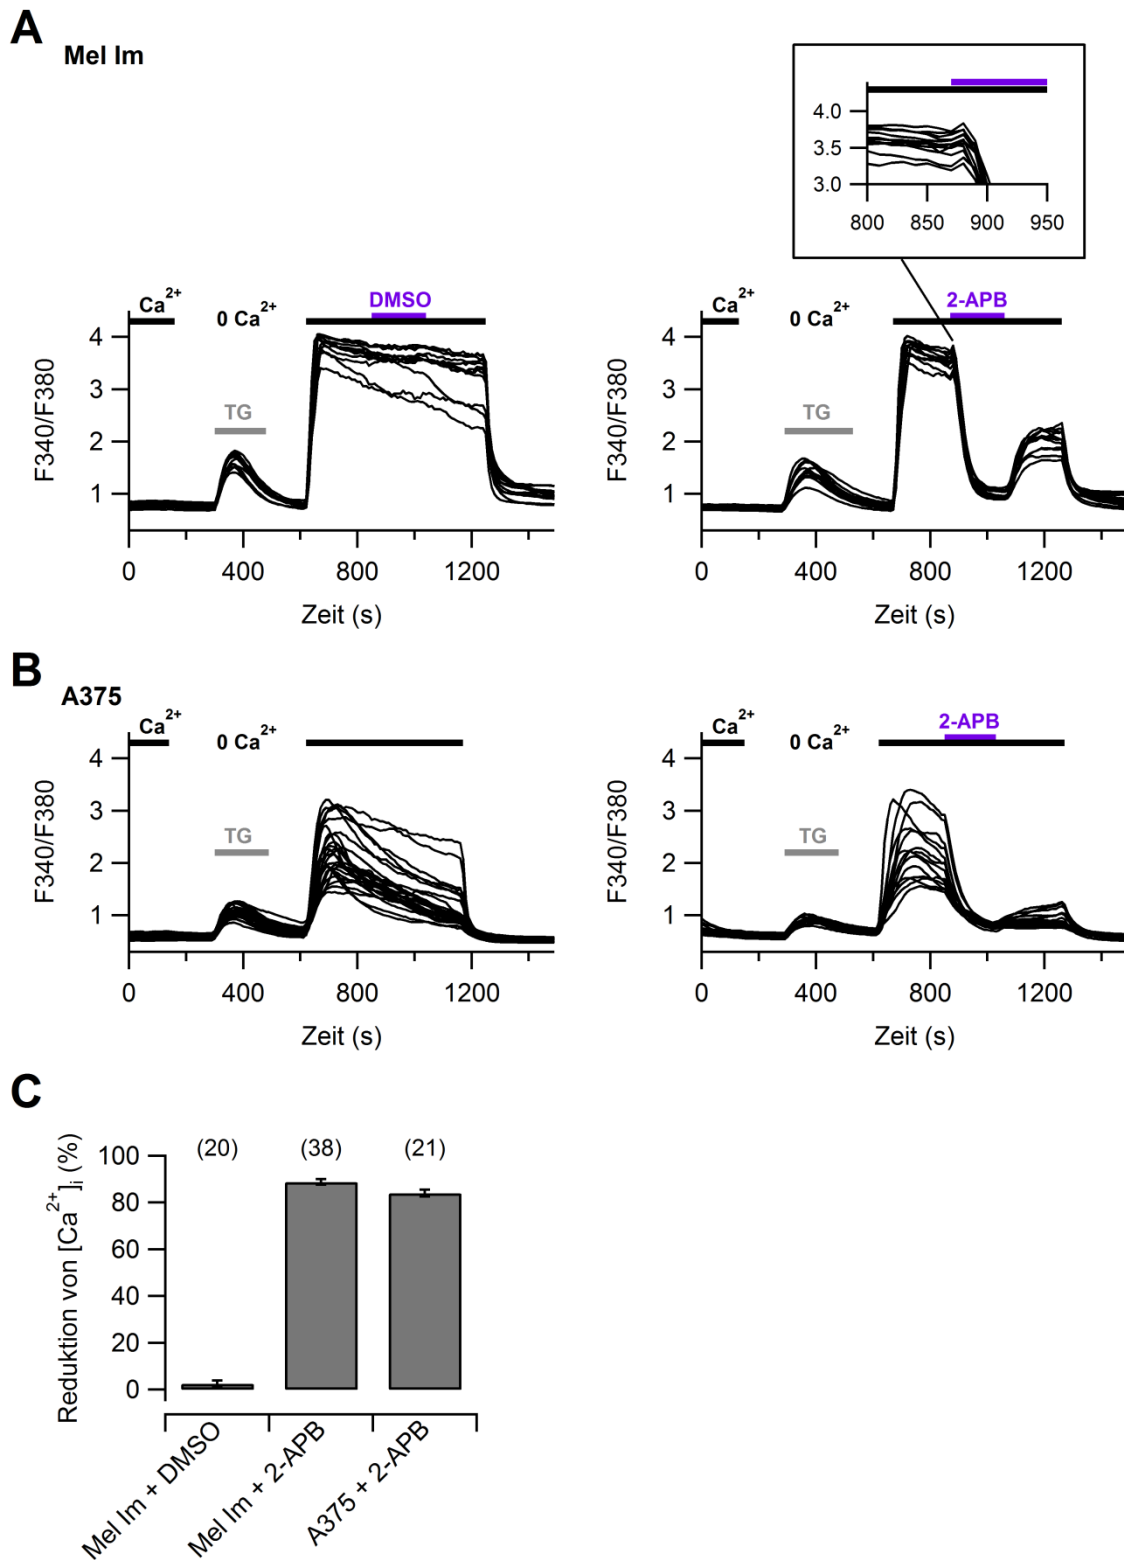 A
Mel Im
4.0
3.5
3.0
800 850 900 950
Ca2+ 0 Ca2+ DMSO
TG
F340/F380
4
3
2
1
0 400 800 1200
Zeit (s)
Ca2+ 0 Ca2+ 2-APB
TG
F340/F380
4
3
2
1
0 400 800 1200
Zeit (s)
B
A375
Ca2+ 0 Ca2+
TG
F340/F380
4
3
2
1
0 400 800 1200
Zeit (s)
Ca2+ 0 Ca2+ 2-APB
TG
F340/F380
4
3
2
1
0 400 800 1200
Zeit (s)
C
Reduktion von [Ca2+]i (%)
(20) (38) (21)
100
80
60
40
20
0
Mel Im + DMSO
Mel Im + 2-APB
A375 + 2-APB